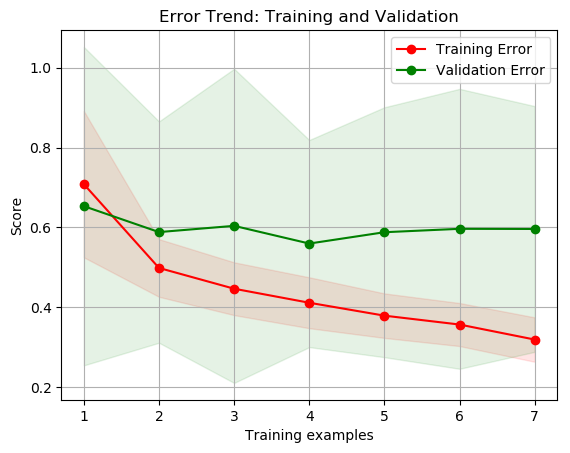 Error Trend: Training and Validation
Training Error
Validation Error
1.0
0.8
0.6
0.4
0.2
Score
1 2 3 4 5 6 7
Training examples